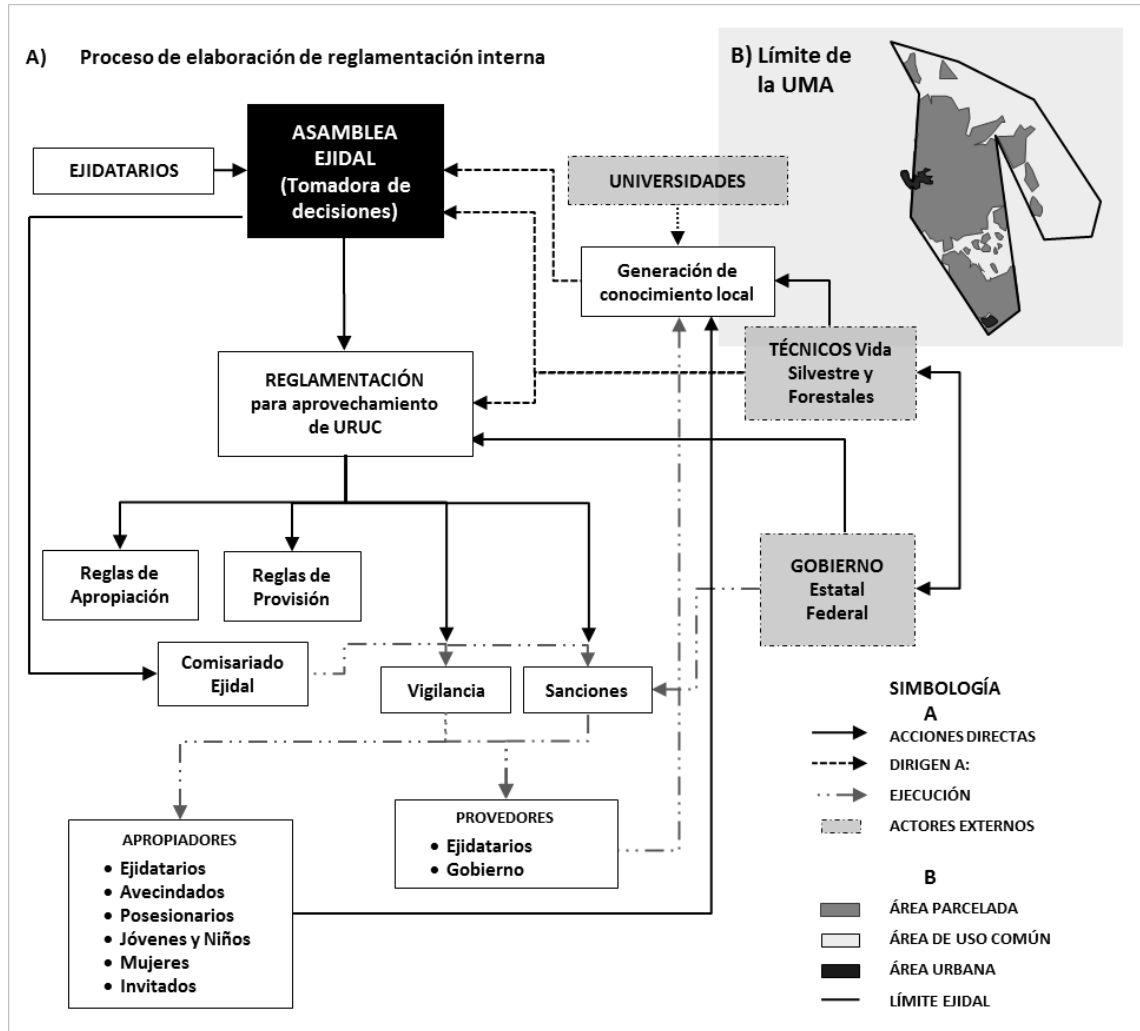 A) Proceso de elaboración de reglamentación interna
B) Límite de
la UMA
ASAMBLEA
EJIDAL
(Tomadora de
decisiones)
EJIDATARIOS
UNIVERSIDADES
Generación de
conocimiento local
TÉCNICOS Vida
Silvestre y
Forestales
REGLAMENTACIÓN
para aprovechamiento
de URUC
Reglas de
Apropiación
Reglas de
Provisión
GOBIERNO
Estatal
Federal
Comisariado
Ejidal
Vigilancia
Sanciones
APROPIADORES
• Ejidatarios
• Avecindados
• Posesionarios
• Jóvenes y Niños
• Mujeres
• Invitados
PROVEDORES
• Ejidatarios
• Gobierno
SIMBOLOGÍA
A
ACCIONES DIRECTAS
DIRIGEN A:
EJECUCIÓN
ACTORES EXTERNOS
B
ÁREA PARCELADA
ÁREA DE USO COMÚN
ÁREA URBANA
LÍMITE EJIDAL